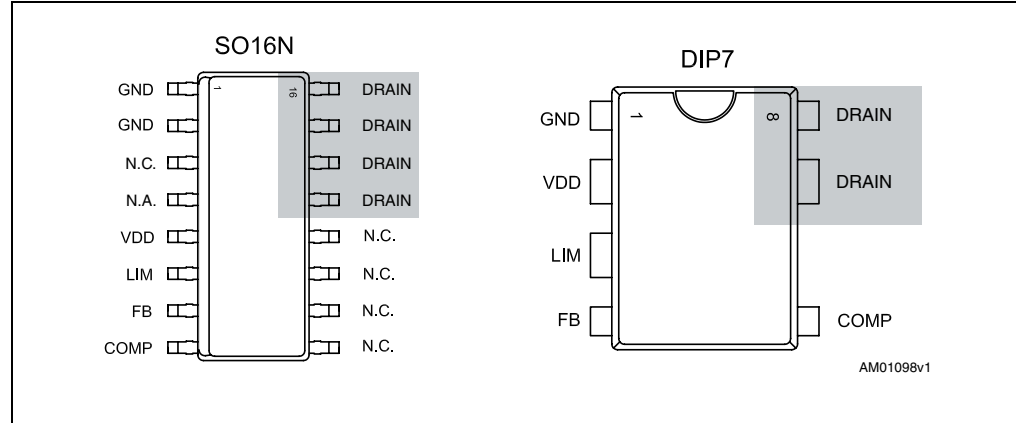 SO16N
GND 1 16 DRAIN
GND DRAIN
N.C. DRAIN
N.A. DRAIN
VDD N.C.
LIM N.C.
FB N.C.
COMP N.C.
DIP7
GND 1 8 DRAIN
VDD DRAIN
LIM
FB COMP
AM01098v1